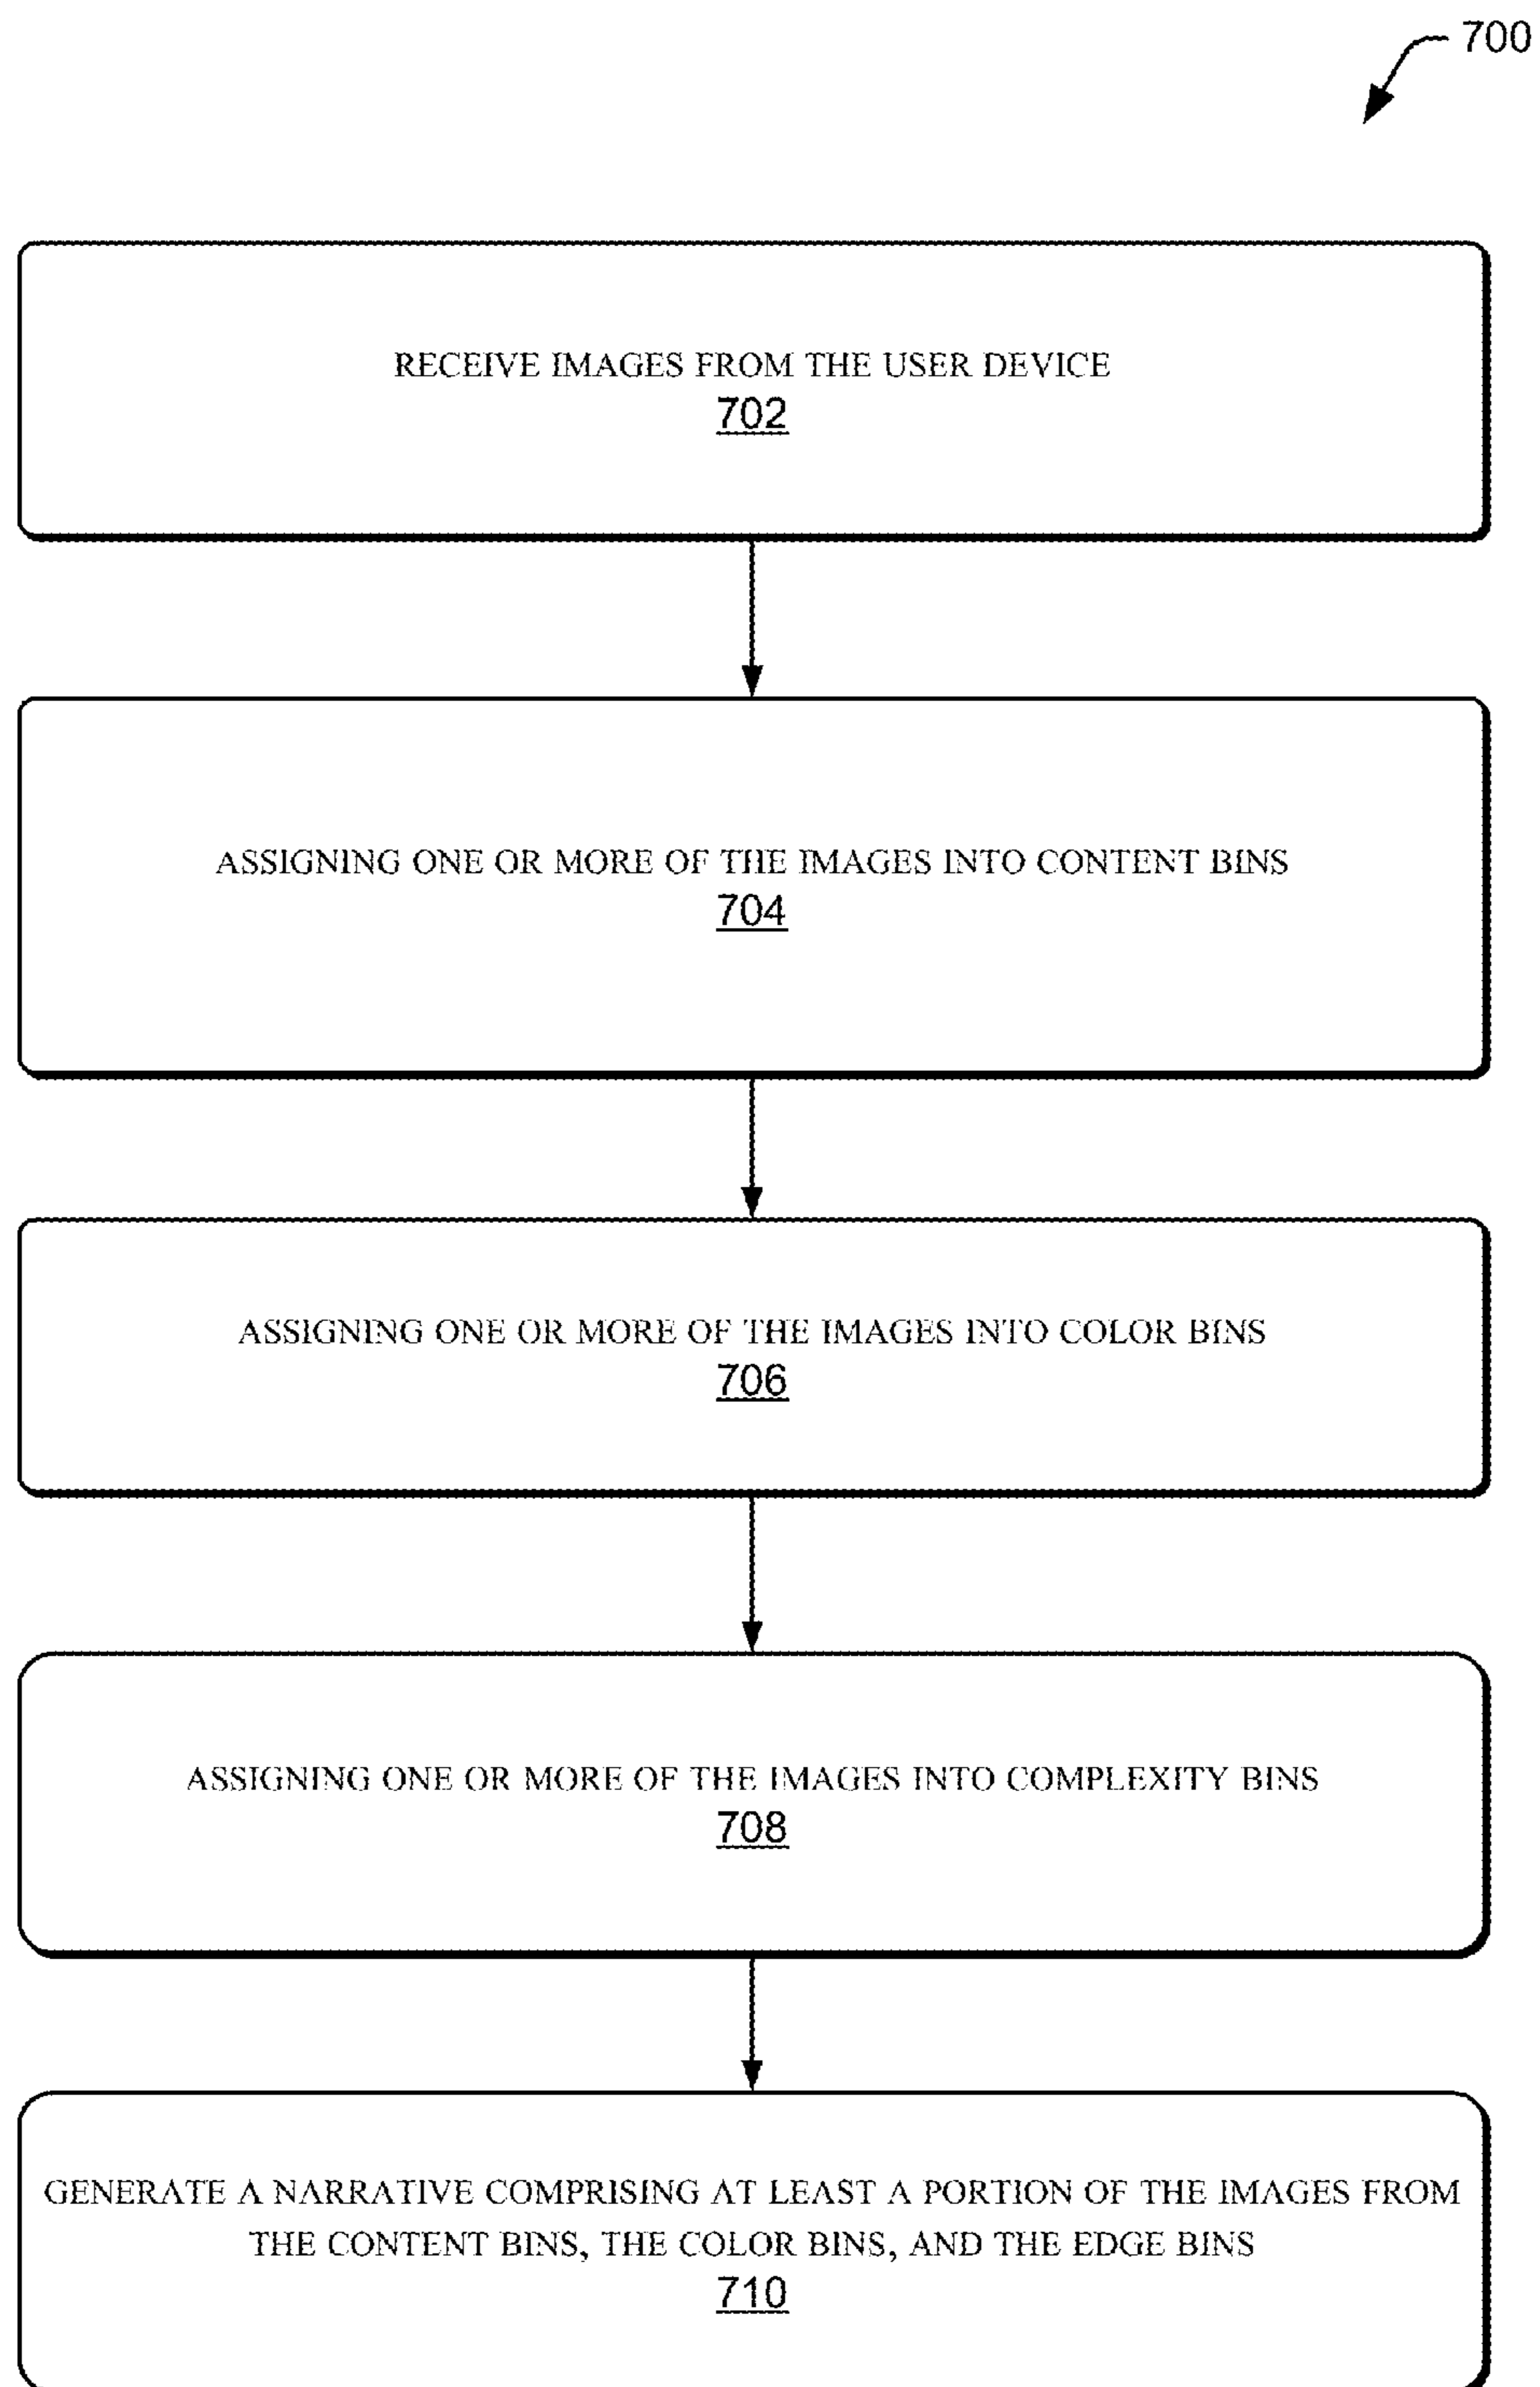 700
RECEIVE IMAGES FROM THE USER DEVICE
702
ASSIGNING ONE OR MORE OF THE IMAGES INTO CONTENT BINS
704
ASSIGNING ONE OR MORE OF THE IMAGES INTO COLOR BINS
706
ASSIGNING ONE OR MORE OF THE IMAGES INTO COMPLEXITY BINS
708
GENERATE A NARRATIVE COMPRISING AT LEAST A PORTION OF THE IMAGES FROM
THE CONTENT BINS, THE COLOR BINS, AND THE EDGE BINS
710